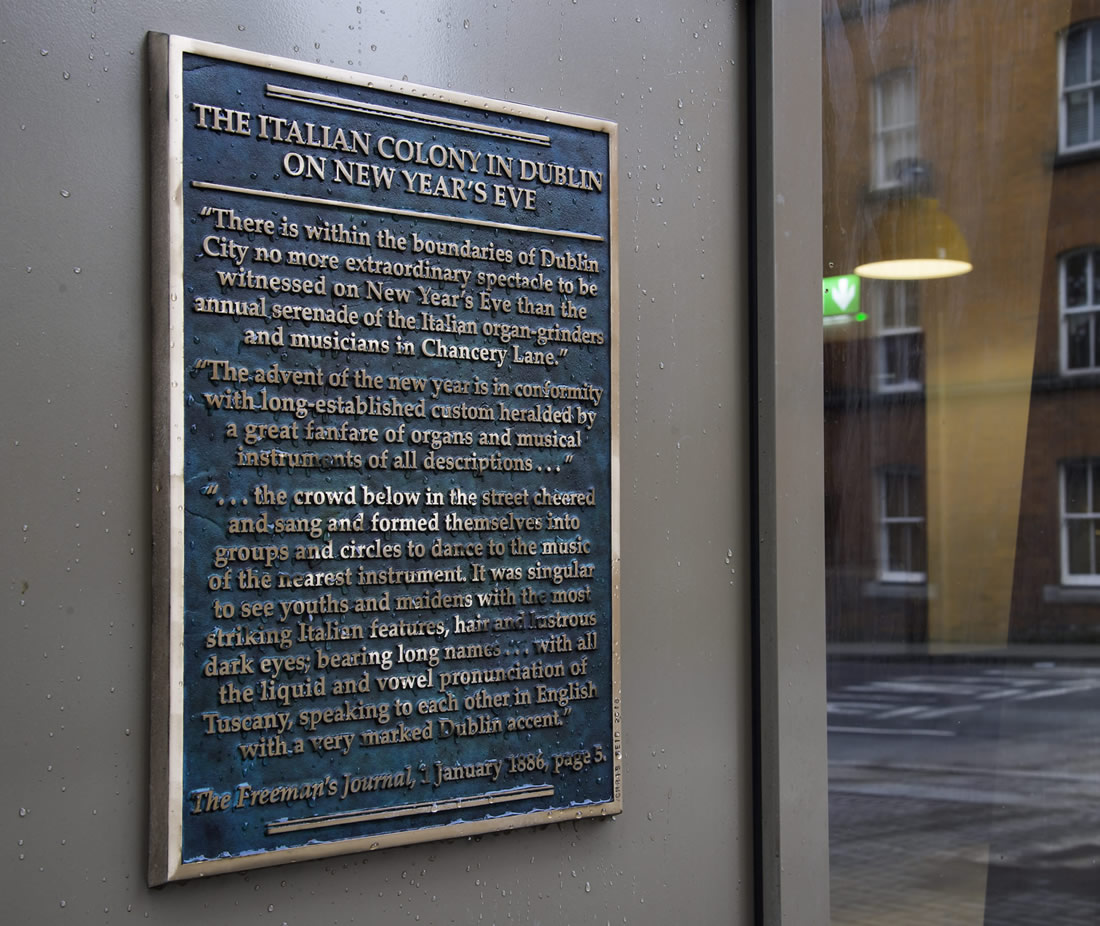 THE ITALIAN COLONY IN DUBLIN
ON NEW YEAR'S EVE
“There is within the boundaries of Dublin
City no more extraordinary spectacle to be
witnessed on New Year's Eve than the
annual serenade of the Italian organ-grinders
and musicians in Chancery Lane.”
“The advent of the new year is in conformity
with long-established custom heralded by
a great fanfare of organs and musical
instruments of all descriptions . . .”
“. . . the crowd below in the street cheered
and sang and formed themselves into
groups and circles to dance to the music
of the nearest instrument. It was singular
to see youths and maidens with the most
striking Italian features, hair and lustrous
dark eyes; bearing long names . . . with all
the liquid and vowel pronunciation of
Tuscany, speaking to each other in English
with a very marked Dublin accent.”
The Freeman's Journal, 1 January 1886, page 5.
CHRIS REID